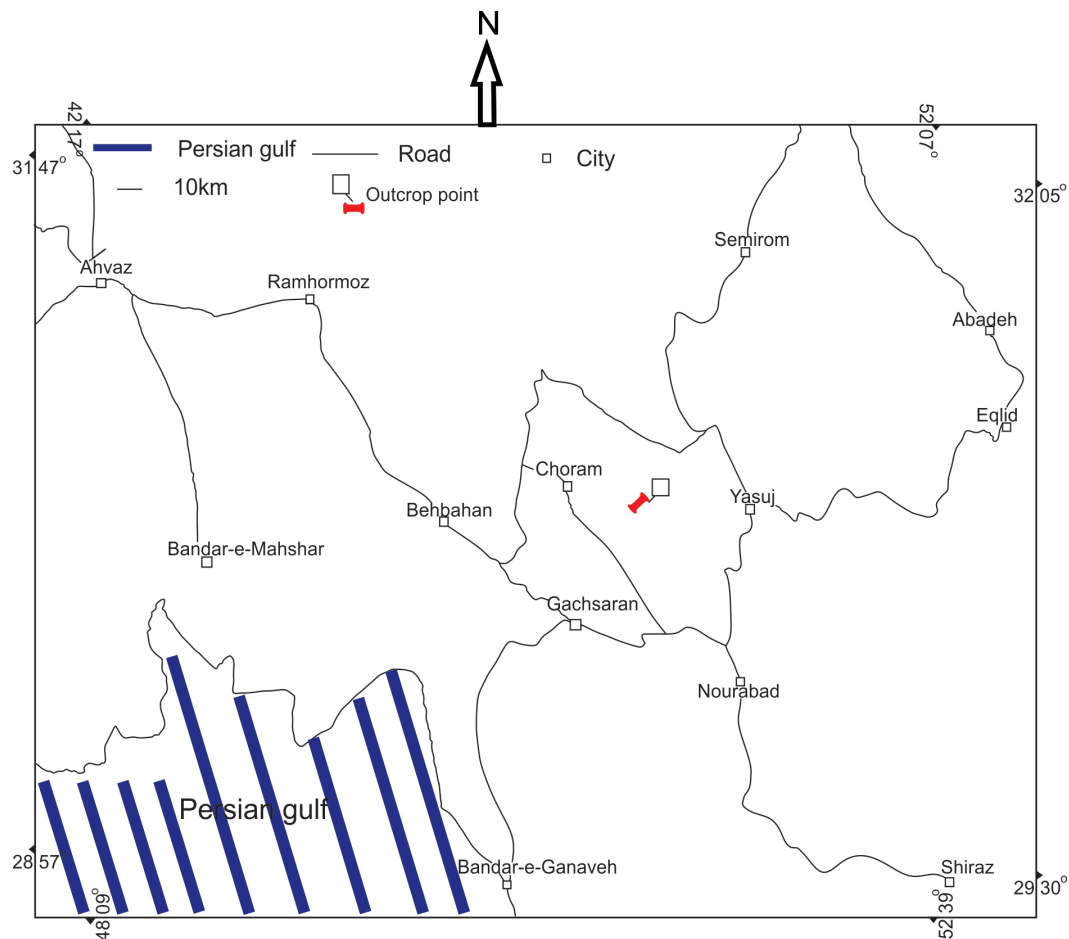 N
42 17°
52 07°
31 47°
Persian gulf
Road
City
10km
Outcrop point
32 05°
Semirom
Ahvaz
Ramhormoz
Abadeh
Eqlid
Choram
Yasuj
Behbahan
Bandar-e-Mahshar
Gachsaran
Nourabad
Persian gulf
28 57°
Bandar-e-Ganaveh
Shiraz
29 30°
48 09°
52 39°